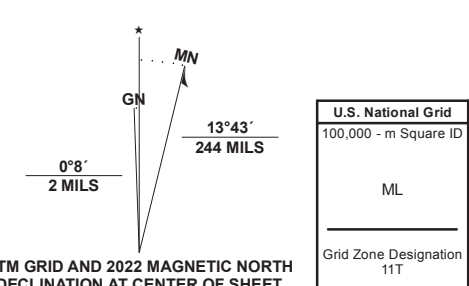 ★
MN
GN
13°43´
244 MILS
0°8´
2 MILS
TM GRID AND 2022 MAGNETIC NORTH
DECLINATION AT CENTER OF SHEET
U.S. National Grid
100,000 - m Square ID
ML
Grid Zone Designation
11T